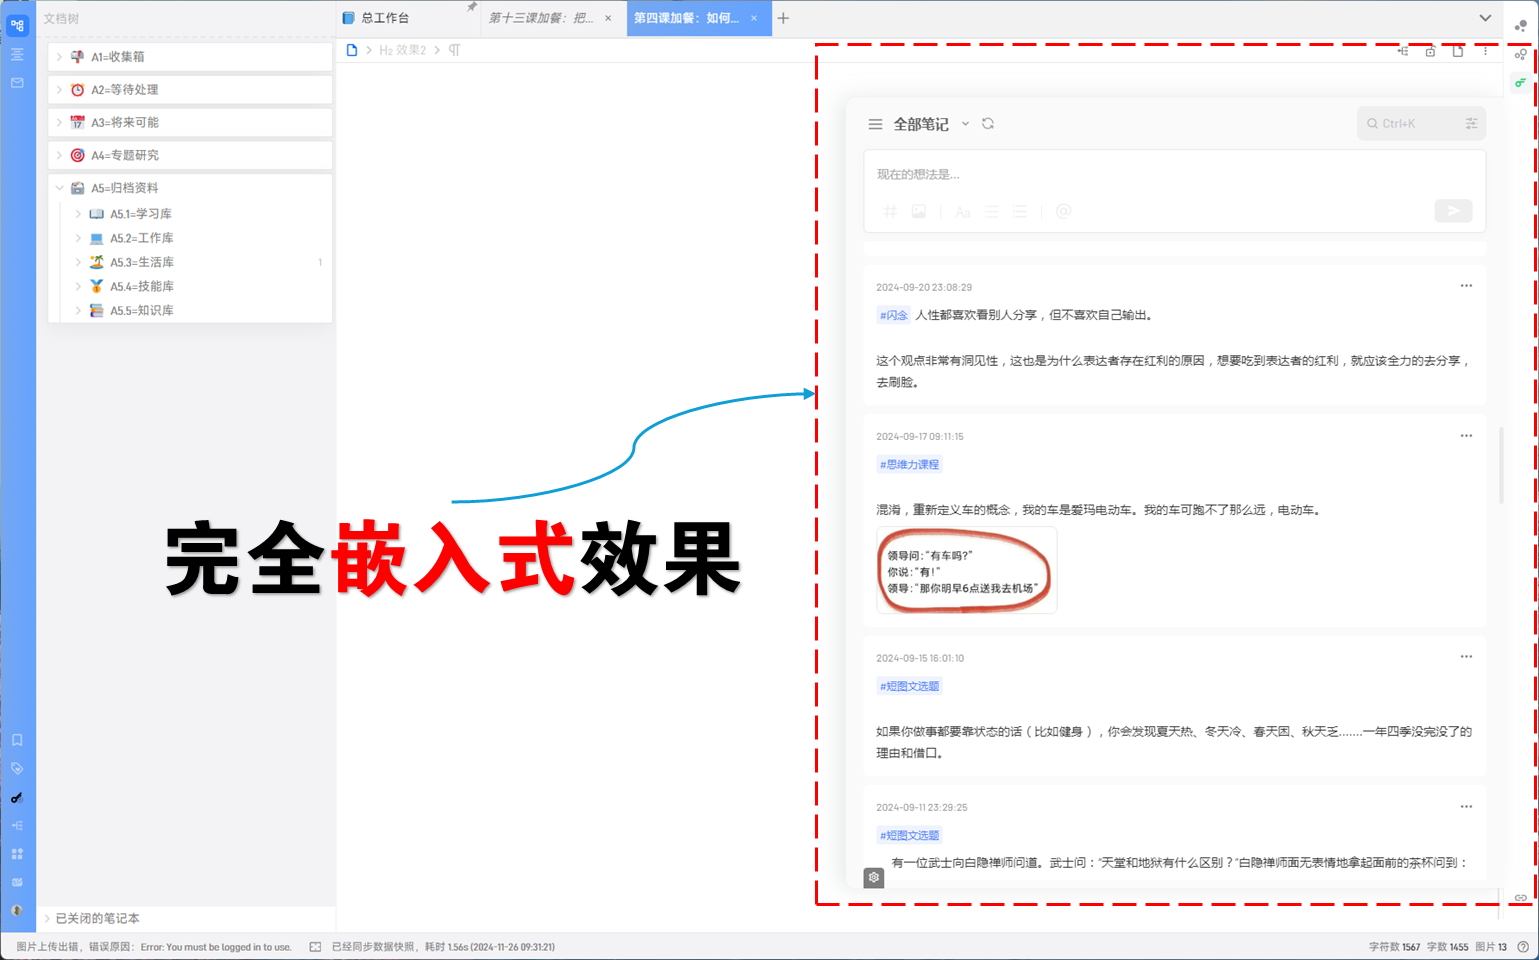 文档树
A1=收集箱
A2=等待处理
A3=将来可能
A4=专题研究
A5=归档资料
A5.1=学习库
A5.2=工作库
A5.3=生活库
1
A5.4=技能库
A5.5=知识库
已关闭的笔记本
总工作台
第十三课加餐：把...
第四课加餐：如何...
H2 效果2
完全嵌入式效果
全部笔记
Ctrl+K
现在的想法是...
Aa
2024-09-20 23:08:29
#闪念 人性都喜欢看别人分享，但不喜欢自己输出。
这个观点非常有洞见性，这也是为什么表达者存在红利的原因，想要吃到表达者的红利，就应该全力的去分享，
去刷脸。
2024-09-17 09:11:15
#思维力课程
混淆，重新定义车的概念，我的车是爱玛电动车。我的车可跑不了那么远，电动车。
领导问：“有车吗？”
你说：“有！”
领导：“那你明早6点送我去机场”
2024-09-15 16:01:10
#短图文选题
如果你做事都要靠状态的话（比如健身），你会发现夏天热、冬天冷、春天困、秋天乏.......一年四季没完没了的
理由和借口。
2024-09-11 23:29:25
#短图文选题
有一位武士向白隐禅师问道。武士问：“天堂和地狱有什么区别？”白隐禅师面无表情地拿起面前的茶杯问到：
图片上传出错，错误原因：Error: You must be logged in to use.
已经同步数据快照，耗时 1.56s (2024-11-26 09:31:21)
字符数 1567 字数 1455 图片 13